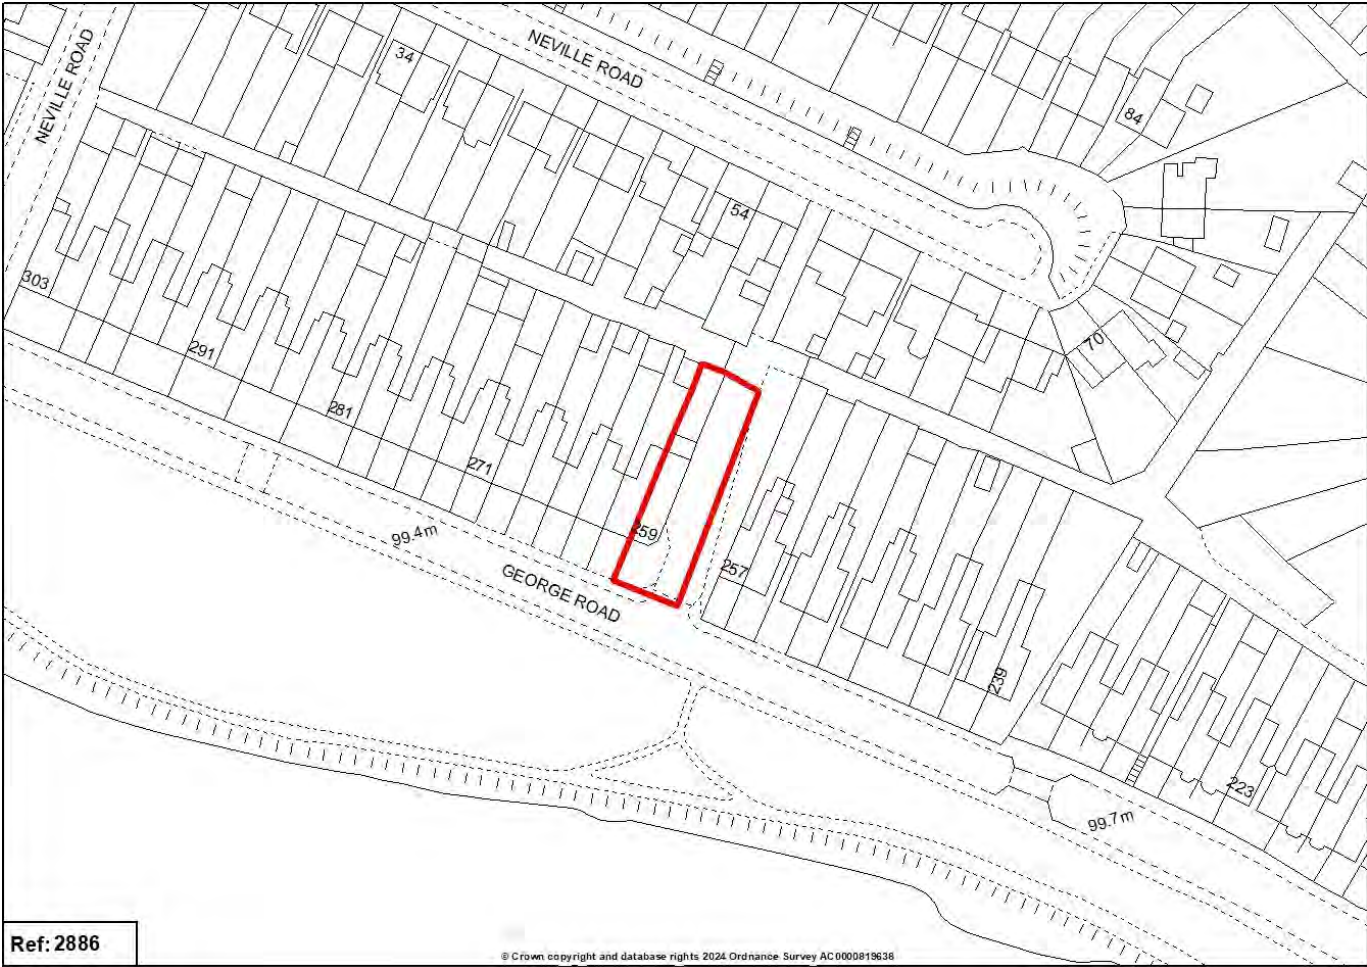 NEVILLE ROAD
NEVILLE ROAD
34
84
54
303
70
291
281
271
259
99.4m
GEORGE ROAD
257
239
223
99.7m
Ref: 2886
© Crown copyright and database rights 2024 Ordnance Survey AC0000819636